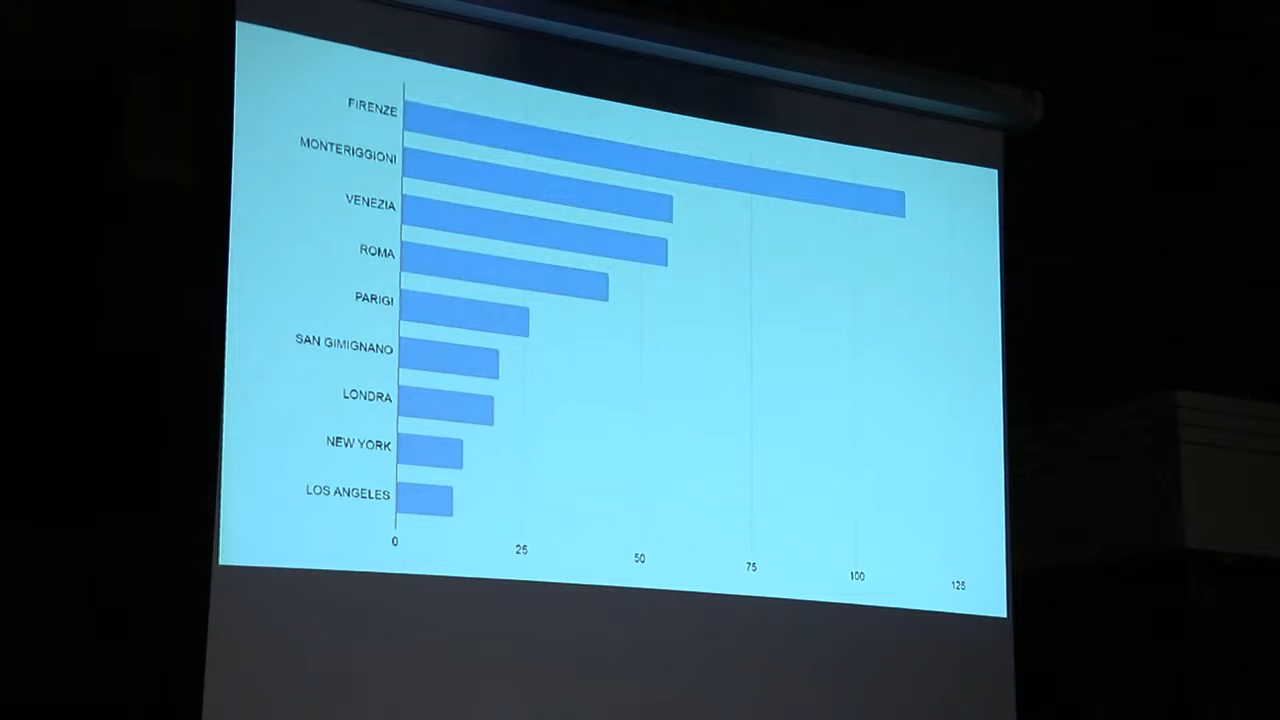 FIRENZE
MONTERIGGIONI
VENEZIA
ROMA
PARIGI
SAN GIMIGNANO
LONDRA
NEW YORK
LOS ANGELES
0 25 50 75 100 125